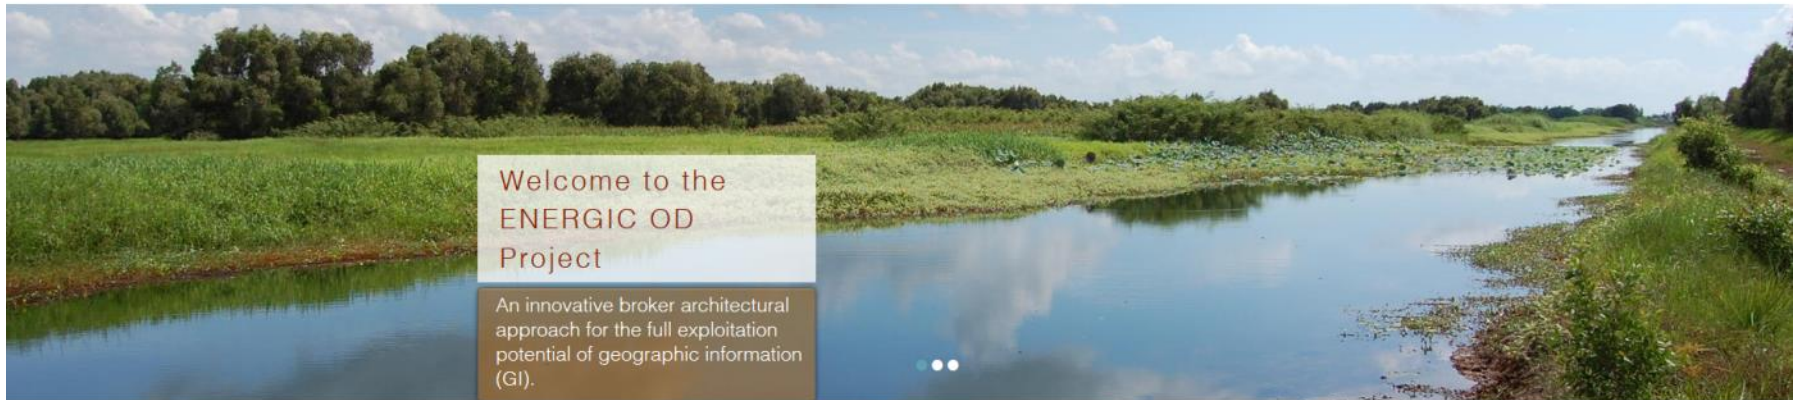 Welcome to the
ENERGIC OD
Project
An innovative broker architectural
approach for the full exploitation
potential of geographic information
(GI).